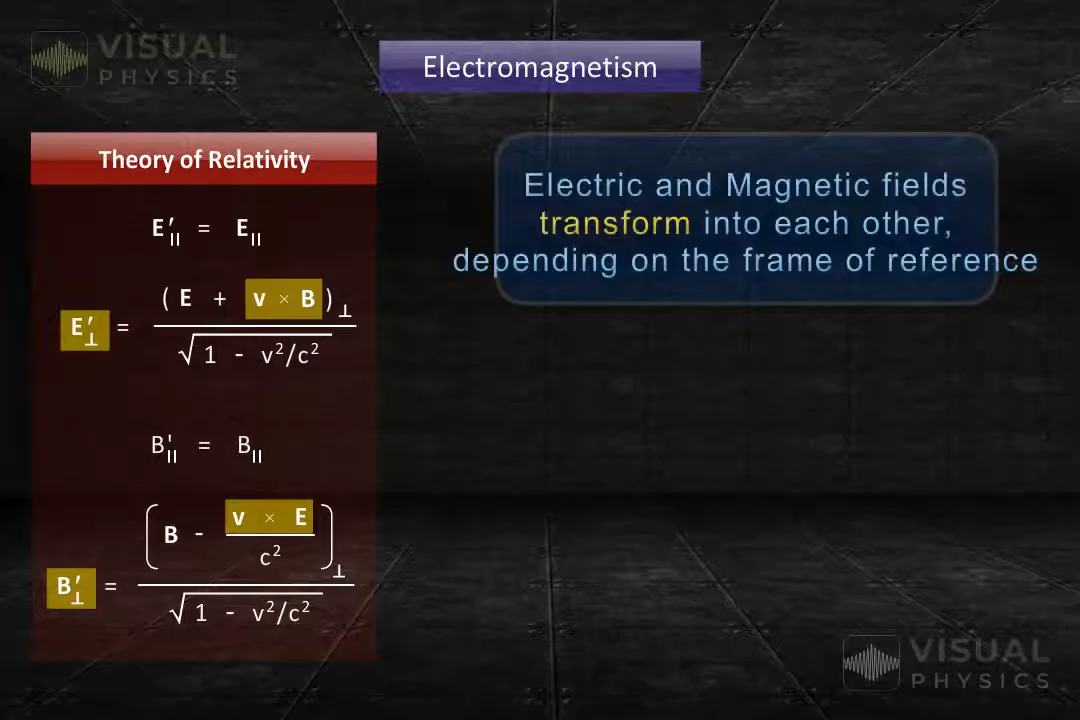 VISUAL
PHYSICS
Electromagnetism
Theory of Relativity
E′|| = E||
E′⊥ = ( E + v × B )⊥ / √1 - v²/c²
B'|| = B||
B′⊥ = ( B - v × E / c² )⊥ / √1 - v²/c²
Electric and Magnetic fields
transform into each other,
depending on the frame of reference
VISUAL
PHYSICS